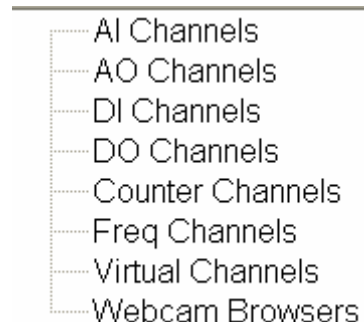 AI Channels
AO Channels
DI Channels
DO Channels
Counter Channels
Freq Channels
Virtual Channels
Webcam Browsers